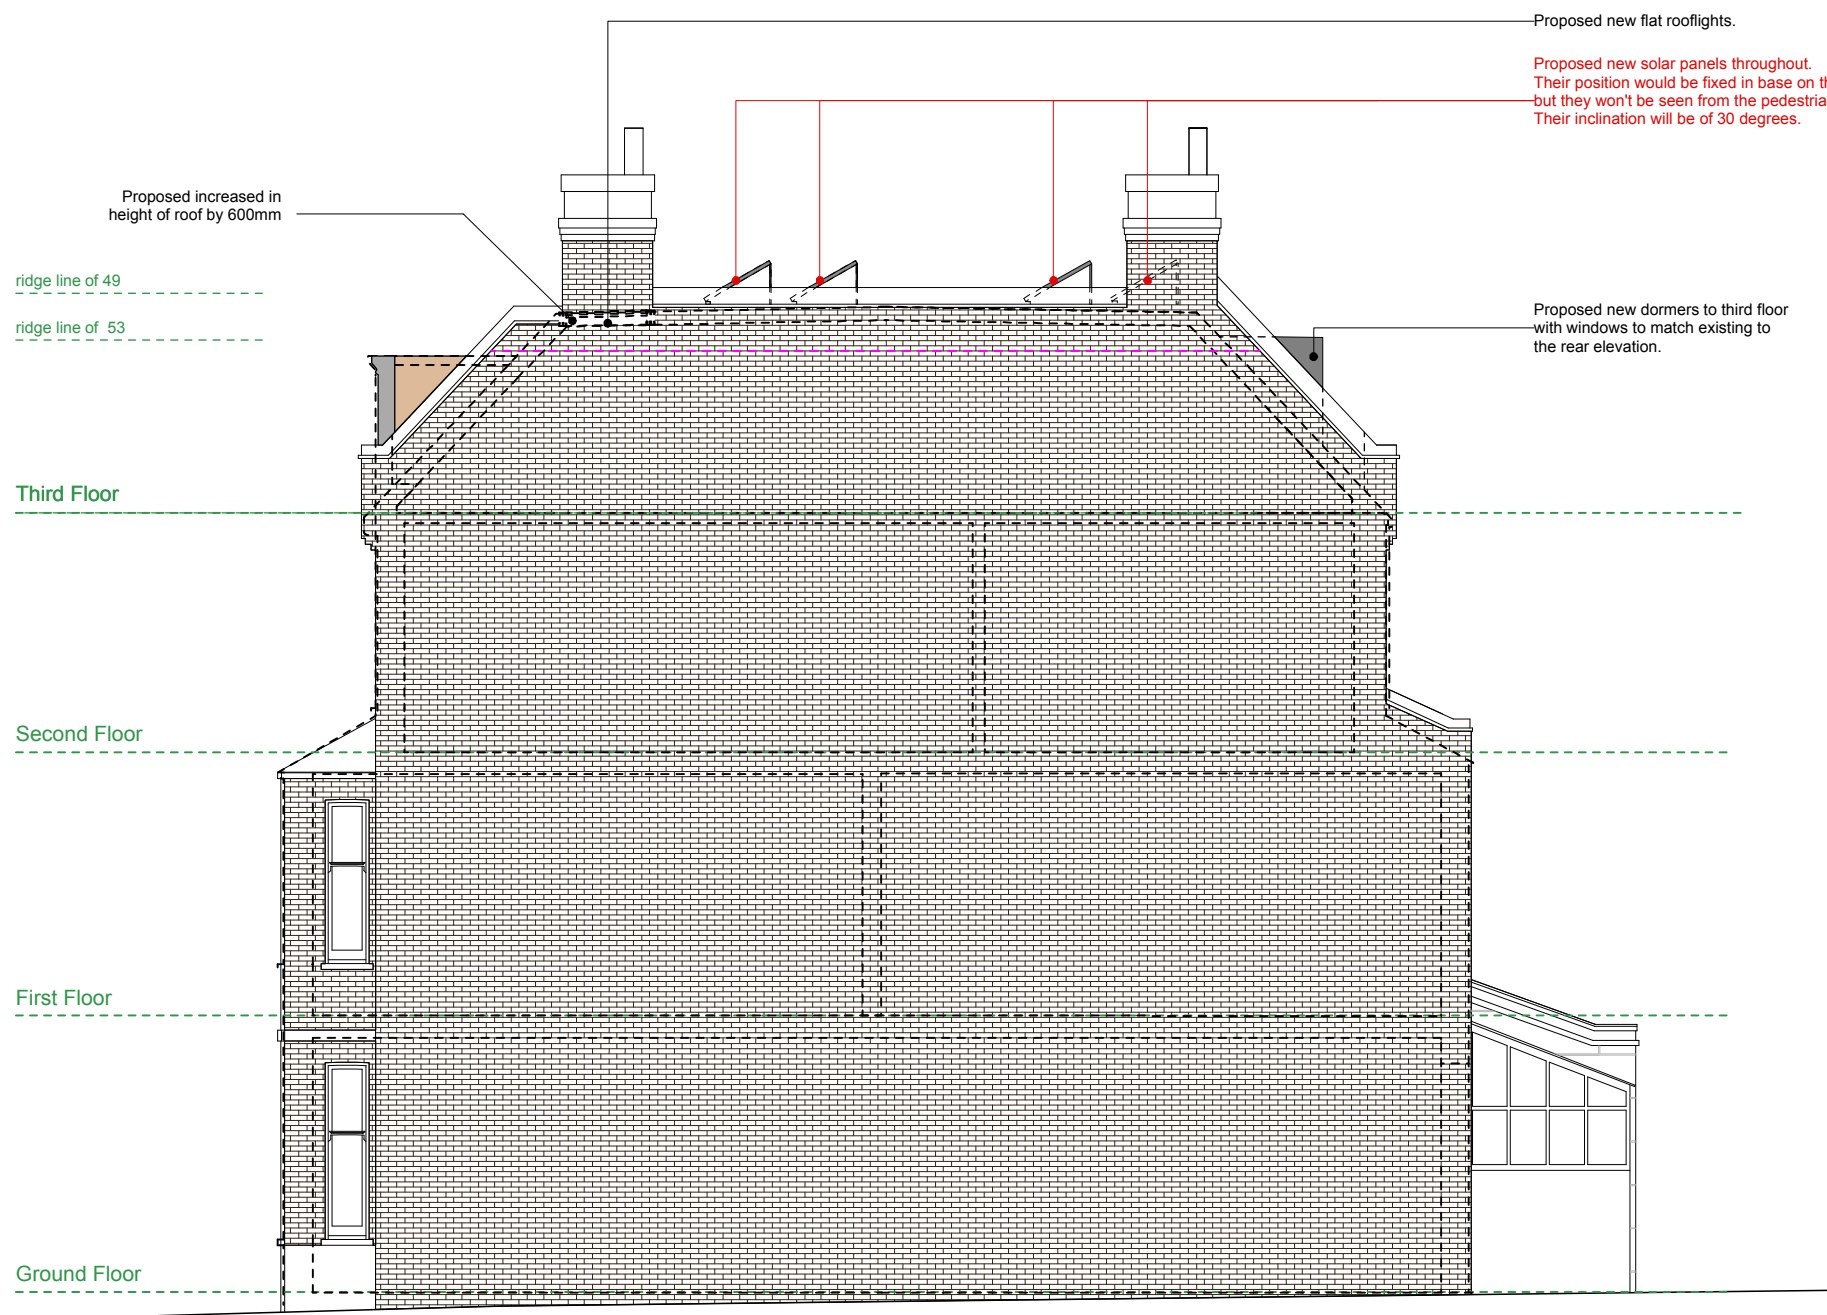 Proposed new flat rooflights.
Proposed new solar panels throughout.
Their position would be fixed in base on
but they won't be seen from the
Their inclination will be of 30 degrees.
Proposed increased in
height of roof by 600mm
ridge line of 49
ridge line of 53
Proposed new dormers to third floor
with windows to match existing to
the rear elevation.
Third Floor
Second Floor
First Floor
Ground Floor